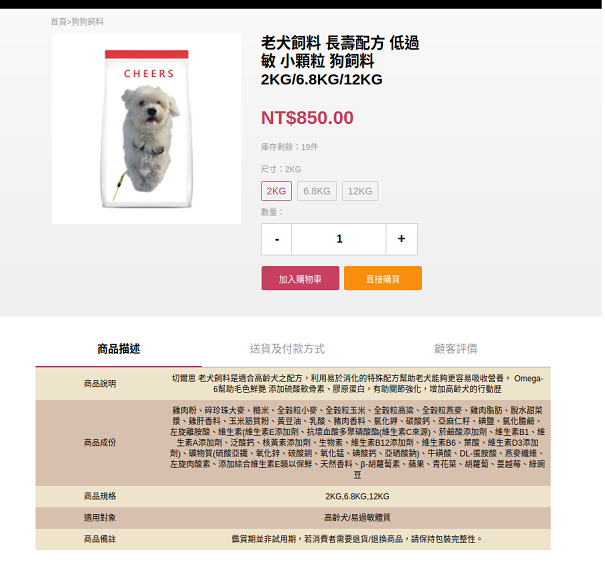 首頁>狗狗飼料
CHEERS
老犬飼料 長壽配方 低過
敏 小顆粒 狗飼料
2KG/6.8KG/12KG
NT$850.00
庫存剩餘：19件
尺寸：2KG
2KG 6.8KG 12KG
數量：
- 1 +
加入購物車 直接購買
商品描述 送貨及付款方式 顧客評價
商品說明
切爾思 老犬飼料是適合高齡犬之配方，利用易於消化的特殊配方幫助老犬能夠更容易吸收營養。 Omega-
6幫助毛色鮮艷 添加硫酸軟骨素、膠原蛋白，有助關節強化，增加高齡犬的行動歷
商品成份
雞肉粉、碎珍珠大麥、糙米、全穀粒小麥、全穀粒玉米、全穀粒高粱、全穀粒燕麥、雞肉脂肪、脫水甜菜
漿、雞肝香料、玉米筋質粉、黃豆油、乳酸、豬肉香料、氯化鉀、碳酸鈣、亞麻仁籽、碘鹽、氯化膽鹼、
左旋離胺酸、維生素(維生素E添加劑、抗壞血酸多聚磷酸酯(維生素C來源)、菸鹼酸添加劑、維生素B1、維
生素A添加劑、泛酸鈣、核黃素添加劑、生物素、維生素B12添加劑、維生素B6、葉酸、維生素D3添加
劑)、礦物質(硫酸亞鐵、氧化鋅、硫酸銅、氧化錳、碘酸鈣、亞硒酸鈉)、牛磺酸、DL-蛋胺酸、燕麥纖維、
左旋肉酸素、添加綜合維生素E類以保鮮、天然香料、β-胡蘿蔔素、蘋果、青花菜、胡蘿蔔、蔓越莓、綠豌
豆
商品規格 2KG,6.8KG,12KG
適用對象 高齡犬/易過敏體質
商品備註 鑑賞期並非試用期，若消費者需要退貨/退換商品，請保持包裝完整性。